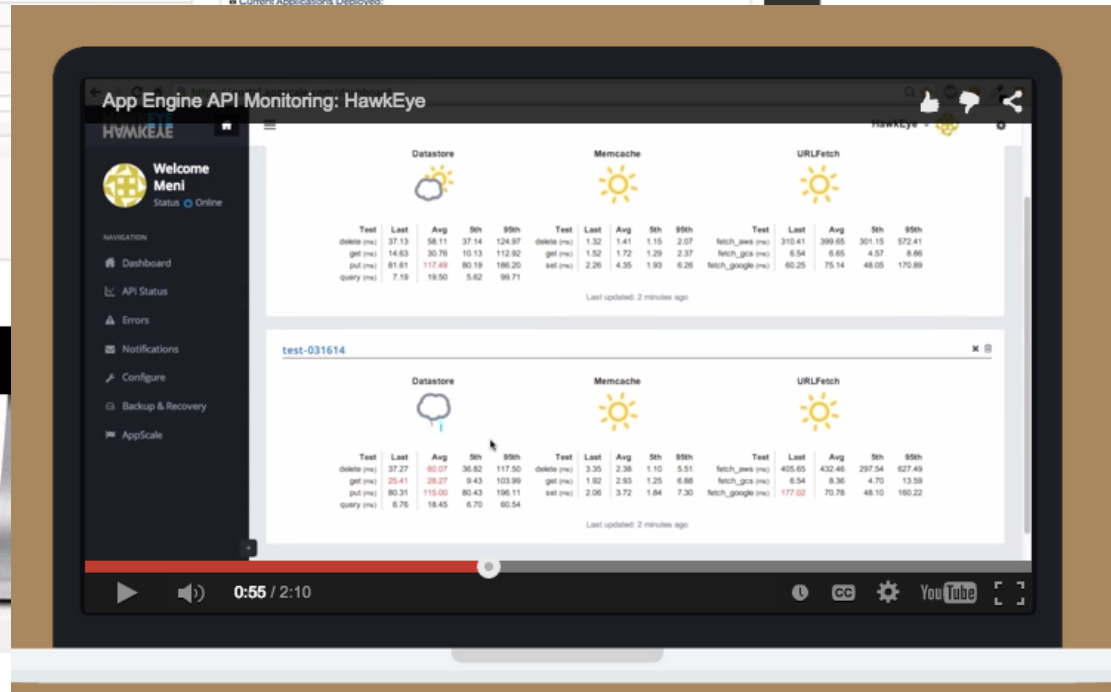 Current Applications Deployed:
App Engine API Monitoring: HawkEye
HAWKEYE
HawkEye
Welcome
Meni
Status Online
NAVIGATION
Dashboard
API Status
Errors
Notifications
Configure
Backup & Recovery
AppScale
Datastore Memcache URLFetch
Test Last Avg 5th 95th Test Last Avg 5th 95th Test Last Avg 5th 95th
delete (ms) 37.13 58.11 37.14 124.97 delete (ms) 1.32 1.41 1.15 2.07 fetch_aws (ms) 310.41 399.65 301.15 572.41
get (ms) 14.63 30.76 10.13 112.92 get (ms) 1.52 1.72 1.29 2.37 fetch_gcs (ms) 6.54 6.65 4.57 8.86
put (ms) 81.61 117.49 80.19 186.20 set (ms) 2.26 4.35 1.93 6.26 fetch_google (ms) 60.25 75.14 48.05 170.89
query (ms) 7.19 19.50 5.62 99.71
Last updated: 2 minutes ago
test-031614
Datastore Memcache URLFetch
Test Last Avg 5th 95th Test Last Avg 5th 95th Test Last Avg 5th 95th
delete (ms) 37.27 60.07 36.82 117.50 delete (ms) 3.35 2.38 1.10 5.51 fetch_aws (ms) 405.65 432.46 297.54 627.49
get (ms) 25.41 28.27 9.43 103.99 get (ms) 1.92 2.93 1.25 6.88 fetch_gcs (ms) 6.54 8.36 4.70 13.59
put (ms) 80.31 115.00 80.43 196.11 set (ms) 2.06 3.72 1.84 7.30 fetch_google (ms) 177.02 70.78 48.10 160.22
query (ms) 6.76 18.45 6.70 60.54
Last updated: 2 minutes ago
0:55 / 2:10
CC
YouTube